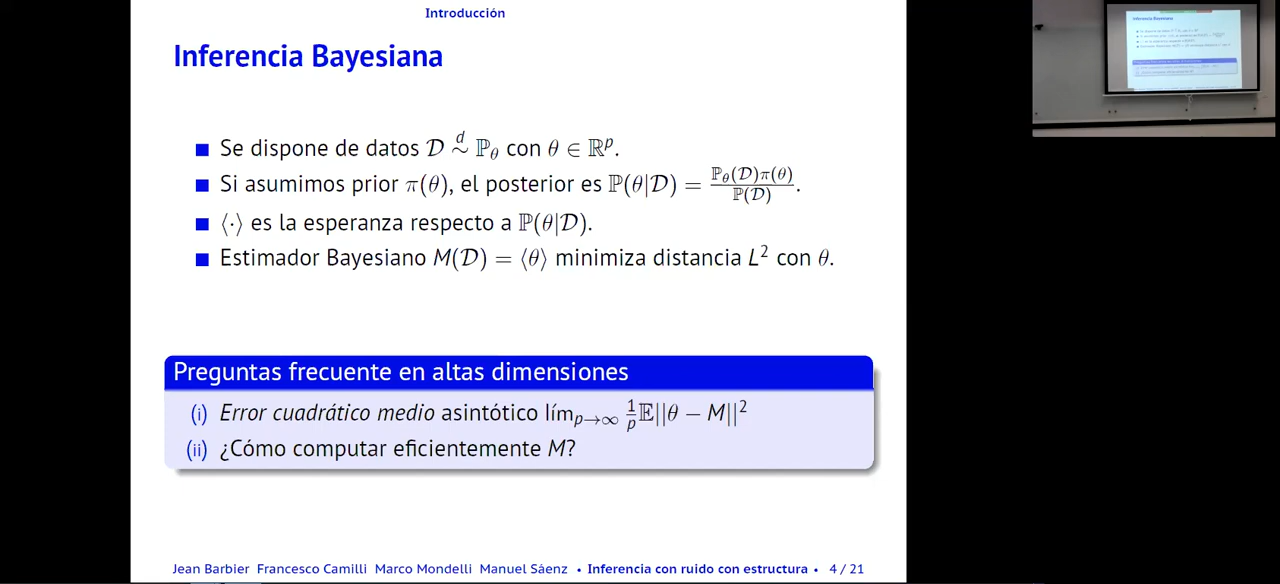 Introducción
Inferencia Bayesiana
Se dispone de datos 𝒟 ~ᵈ ℙ_θ con θ ∈ ℝᵖ.
Si asumimos prior π(θ), el posterior es ℙ(θ|𝒟) = ℙ_θ(𝒟)π(θ) / ℙ(𝒟).
⟨·⟩ es la esperanza respecto a ℙ(θ|𝒟).
Estimador Bayesiano M(𝒟) = ⟨θ⟩ minimiza distancia L² con θ.
Preguntas frecuente en altas dimensiones
(i) Error cuadrático medio asintótico lím_{p→∞} 1/p 𝔼||θ − M||²
(ii) ¿Cómo computar eficientemente M?
Jean Barbier Francesco Camilli Marco Mondelli Manuel Sáenz • Inferencia con ruido con estructura • 4 / 21